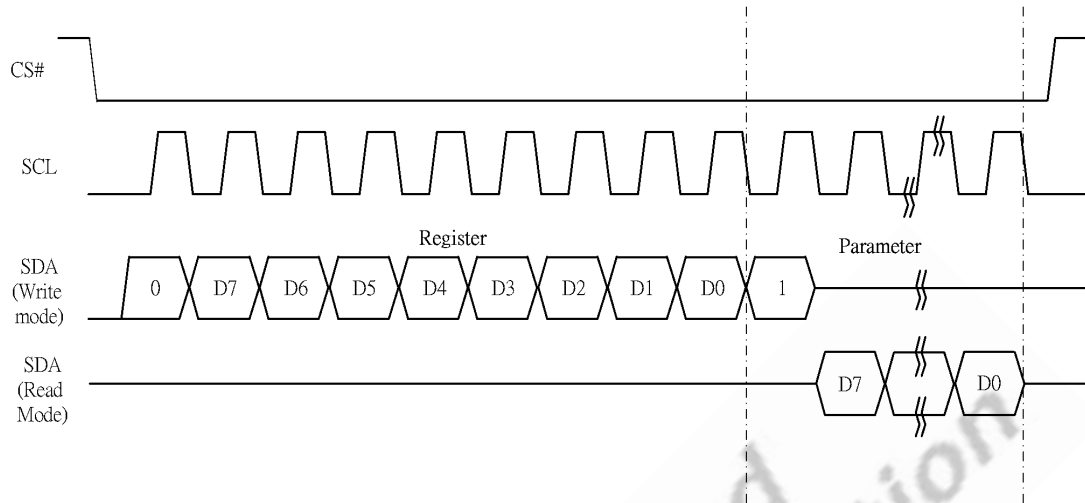 CS#
SCL
Register
Parameter
SDA
(Write
mode)
0 D7 D6 D5 D4 D3 D2 D1 D0 1
SDA
(Read
Mode)
D7 D0